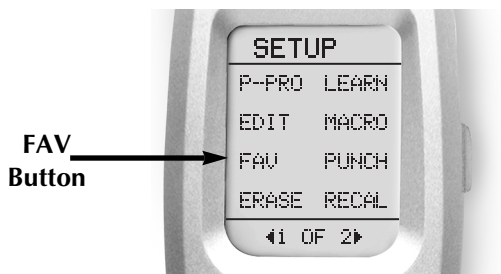 SETUP
P-PRO LEARN
EDIT MACRO
FAV PUNCH
ERASE RECAL
1 OF 2
FAV
Button